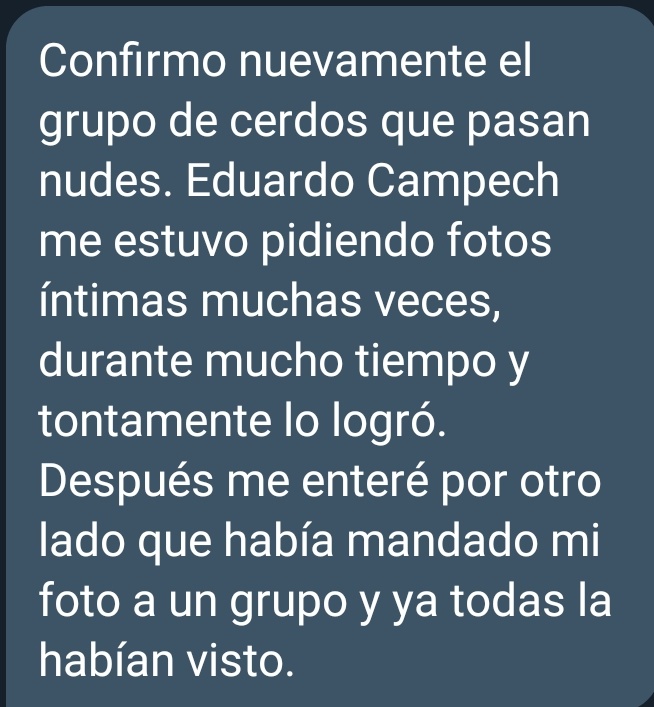 Confirmo nuevamente el
grupo de cerdos que pasan
nudes. Eduardo Campech
me estuvo pidiendo fotos
íntimas muchas veces,
durante mucho tiempo y
tontamente lo logró.
Después me enteré por otro
lado que había mandado mi
foto a un grupo y ya todas la
habían visto.